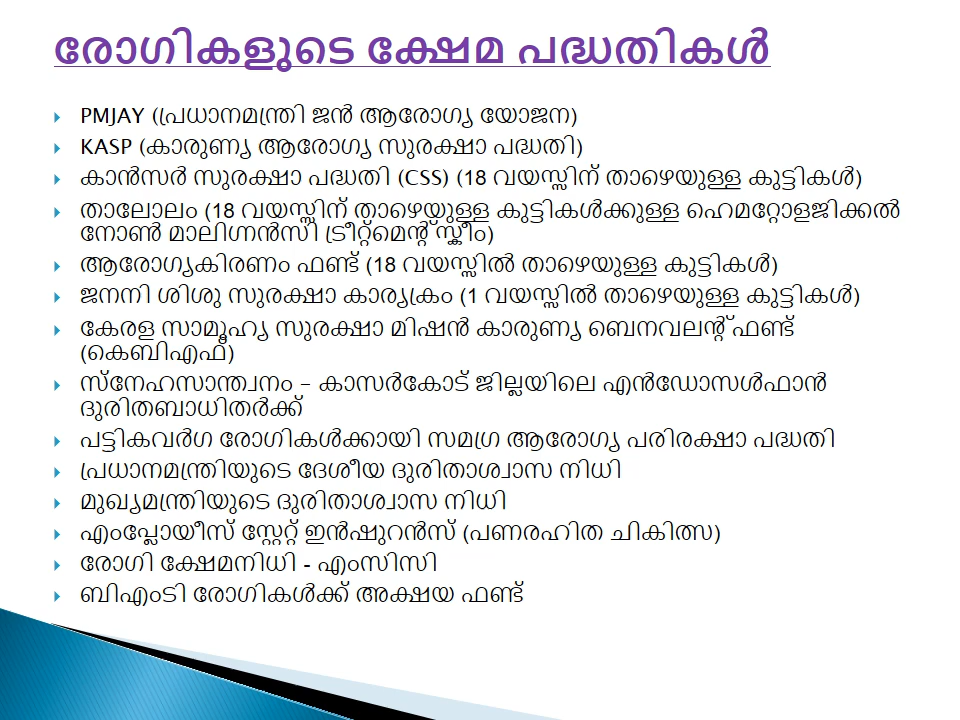 രോഗികളുടെ ക്ഷേമ പദ്ധതികൾ
PMJAY (പ്രധാനമന്ത്രി ജൻ ആരോഗ്യ യോജന)
KASP (കാരുണ്യ ആരോഗ്യ സുരക്ഷാ പദ്ധതി)
കാൻസർ സുരക്ഷാ പദ്ധതി (CSS) (18 വയസ്സിന് താഴെയുള്ള കുട്ടികൾ)
താലോലം (18 വയസ്സിന് താഴെയുള്ള കുട്ടികൾക്കുള്ള ഹെമറ്റോളജിക്കൽ
നോൺ മാലിഗ്നൻസി ട്രീറ്റ്മെന്റ് സ്കീം)
ആരോഗ്യകിരണം ഫണ്ട് (18 വയസ്സിൽ താഴെയുള്ള കുട്ടികൾ)
ജനനി ശിശു സുരക്ഷാ കാര്യക്രം (1 വയസ്സിൽ താഴെയുള്ള കുട്ടികൾ)
കേരള സാമൂഹ്യ സുരക്ഷാ മിഷൻ കാരുണ്യ ബെനവലന്റ് ഫണ്ട്
(കെബിഎഫ്)
സ്നേഹസാന്ത്വനം – കാസർകോട് ജില്ലയിലെ എൻഡോസൾഫാൻ
ദുരിതബാധിതർക്ക്
പട്ടികവർഗ രോഗികൾക്കായി സമഗ്ര ആരോഗ്യ പരിരക്ഷാ പദ്ധതി
പ്രധാനമന്ത്രിയുടെ ദേശീയ ദുരിതാശ്വാസ നിധി
മുഖ്യമന്ത്രിയുടെ ദുരിതാശ്വാസ നിധി
എംപ്ലോയീസ് സ്റ്റേറ്റ് ഇൻഷുറൻസ് (പണരഹിത ചികിത്സ)
രോഗി ക്ഷേമനിധി - എംസിസി
ബിഎംടി രോഗികൾക്ക് അക്ഷയ ഫണ്ട്